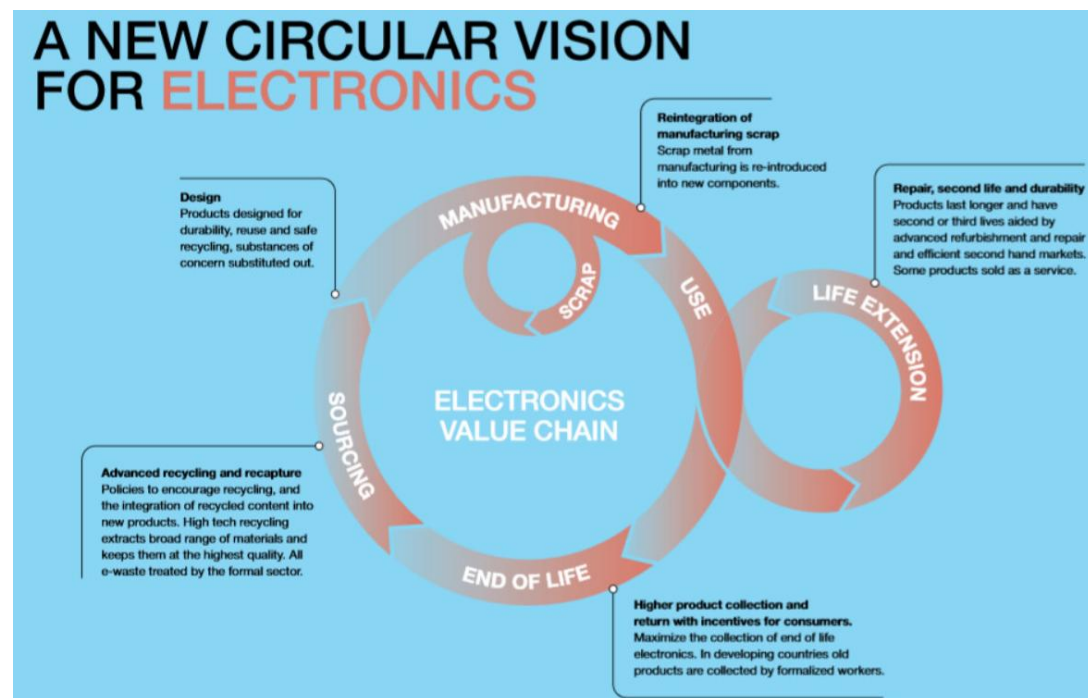 A NEW CIRCULAR VISION
FOR ELECTRONICS
Reintegration of
manufacturing scrap
Scrap metal from
manufacturing is re-introduced
into new components.
Design
Products designed for
durability, reuse and safe
recycling, substances of
concern substituted out.
Repair, second life and durability
Products last longer and have
second or third lives aided by
advanced refurbishment and repair
and efficient second hand markets.
Some products sold as a service.
MANUFACTURING
SCRAP
USE
LIFE EXTENSION
ELECTRONICS
VALUE CHAIN
SOURCING
Advanced recycling and recapture
Policies to encourage recycling, and
the integration of recycled content into
new products. High tech recycling
extracts broad range of materials and
keeps them at the highest quality. All
e-waste treated by the formal sector.
END OF LIFE
Higher product collection and
return with incentives for consumers.
Maximize the collection of end of life
electronics. In developing countries old
products are collected by formalized workers.